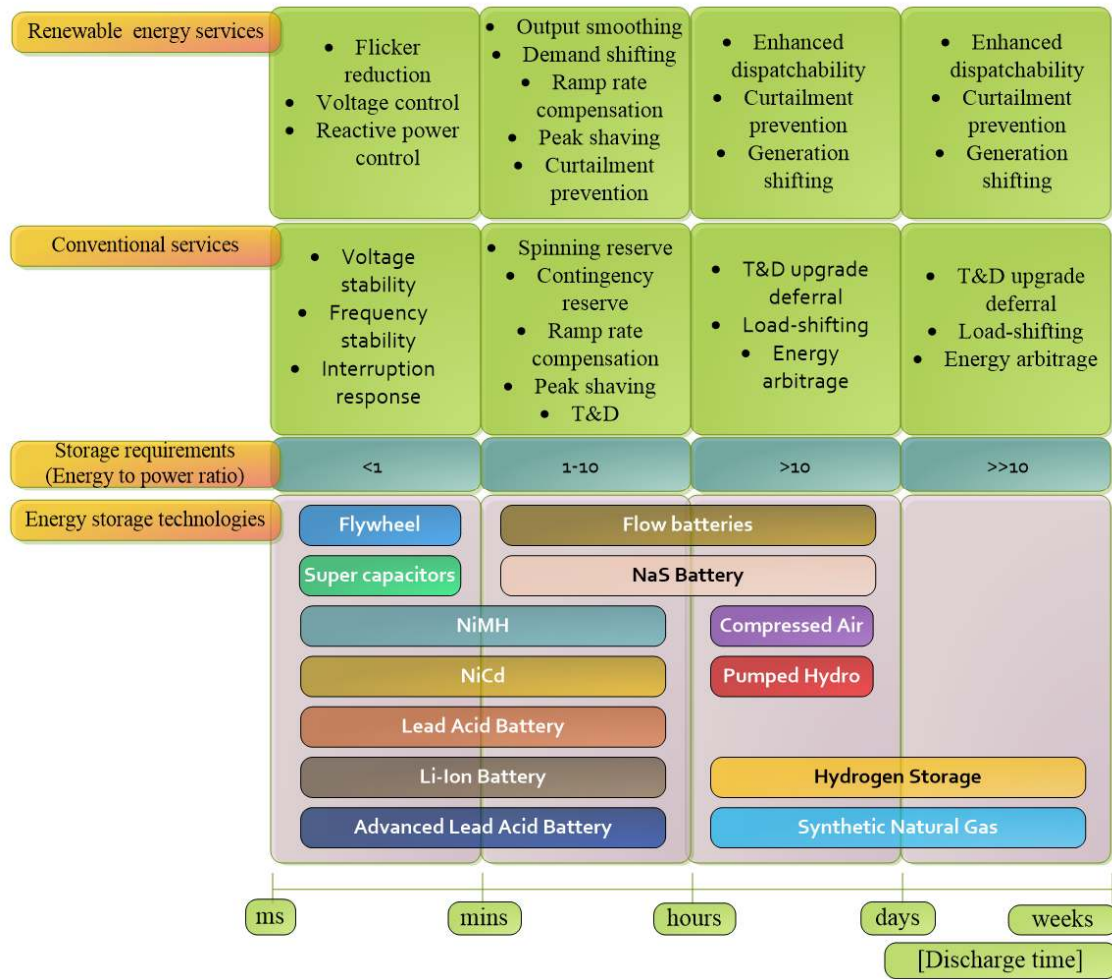 Renewable energy services
• Flicker
reduction
• Voltage control
• Reactive power
control
• Output smoothing
• Demand shifting
• Ramp rate
compensation
• Peak shaving
• Curtailment
prevention
• Enhanced
dispatchability
• Curtailment
prevention
• Generation
shifting
• Enhanced
dispatchability
• Curtailment
prevention
• Generation
shifting
Conventional services
• Voltage
stability
• Frequency
stability
• Interruption
response
• Spinning reserve
• Contingency
reserve
• Ramp rate
compensation
• Peak shaving
• T&D
• T&D upgrade
deferral
• Load-shifting
• Energy
arbitrage
• T&D upgrade
deferral
• Load-shifting
• Energy arbitrage
Storage requirements
(Energy to power ratio)
<1
1-10
>10
>>10
Energy storage technologies
Flywheel
Flow batteries
Super capacitors
NaS Battery
NiMH
Compressed Air
NiCd
Pumped Hydro
Lead Acid Battery
Li-Ion Battery
Hydrogen Storage
Advanced Lead Acid Battery
Synthetic Natural Gas
ms
mins
hours
days
weeks
[Discharge time]